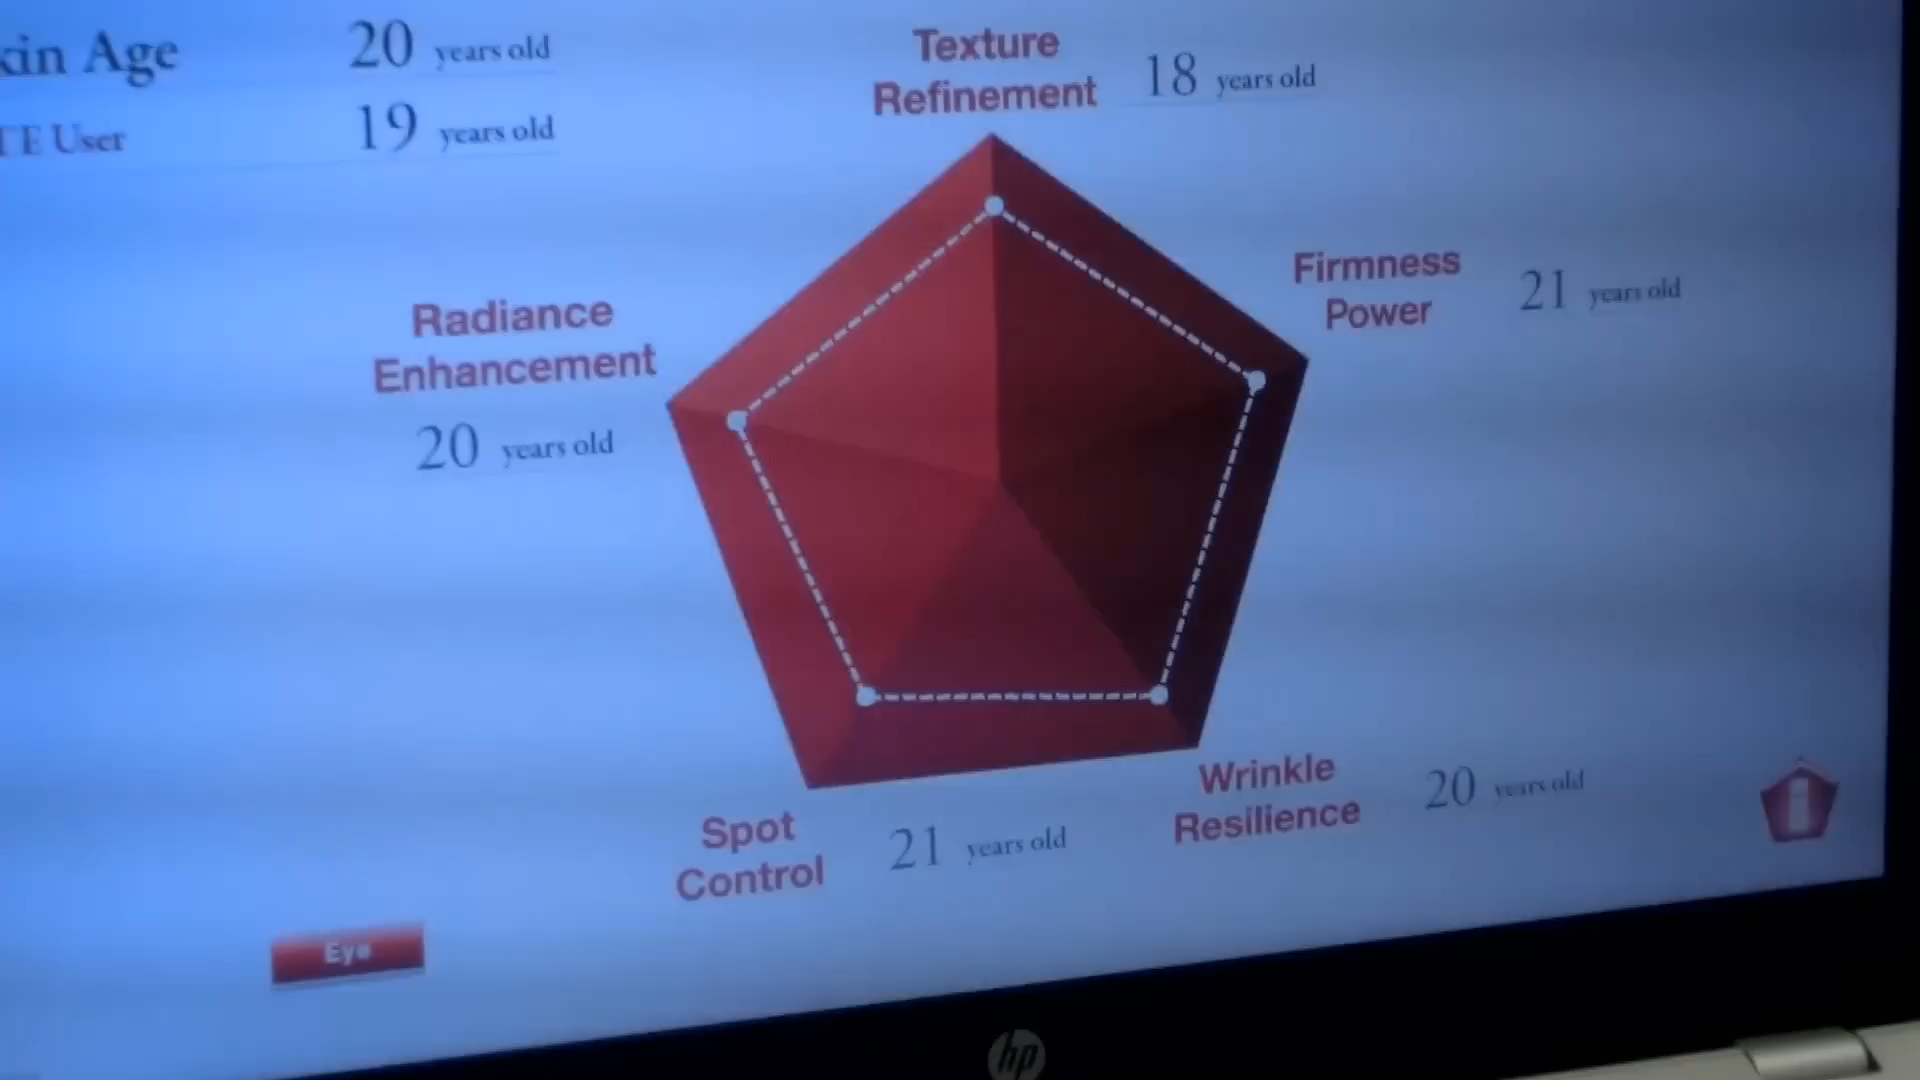 kin Age 20 years old
TE User 19 years old
Texture
Refinement 18 years old
Firmness
Power 21 years old
Radiance
Enhancement
20 years old
Wrinkle
Resilience 20 years old
Spot
Control 21 years old
Eye
hp